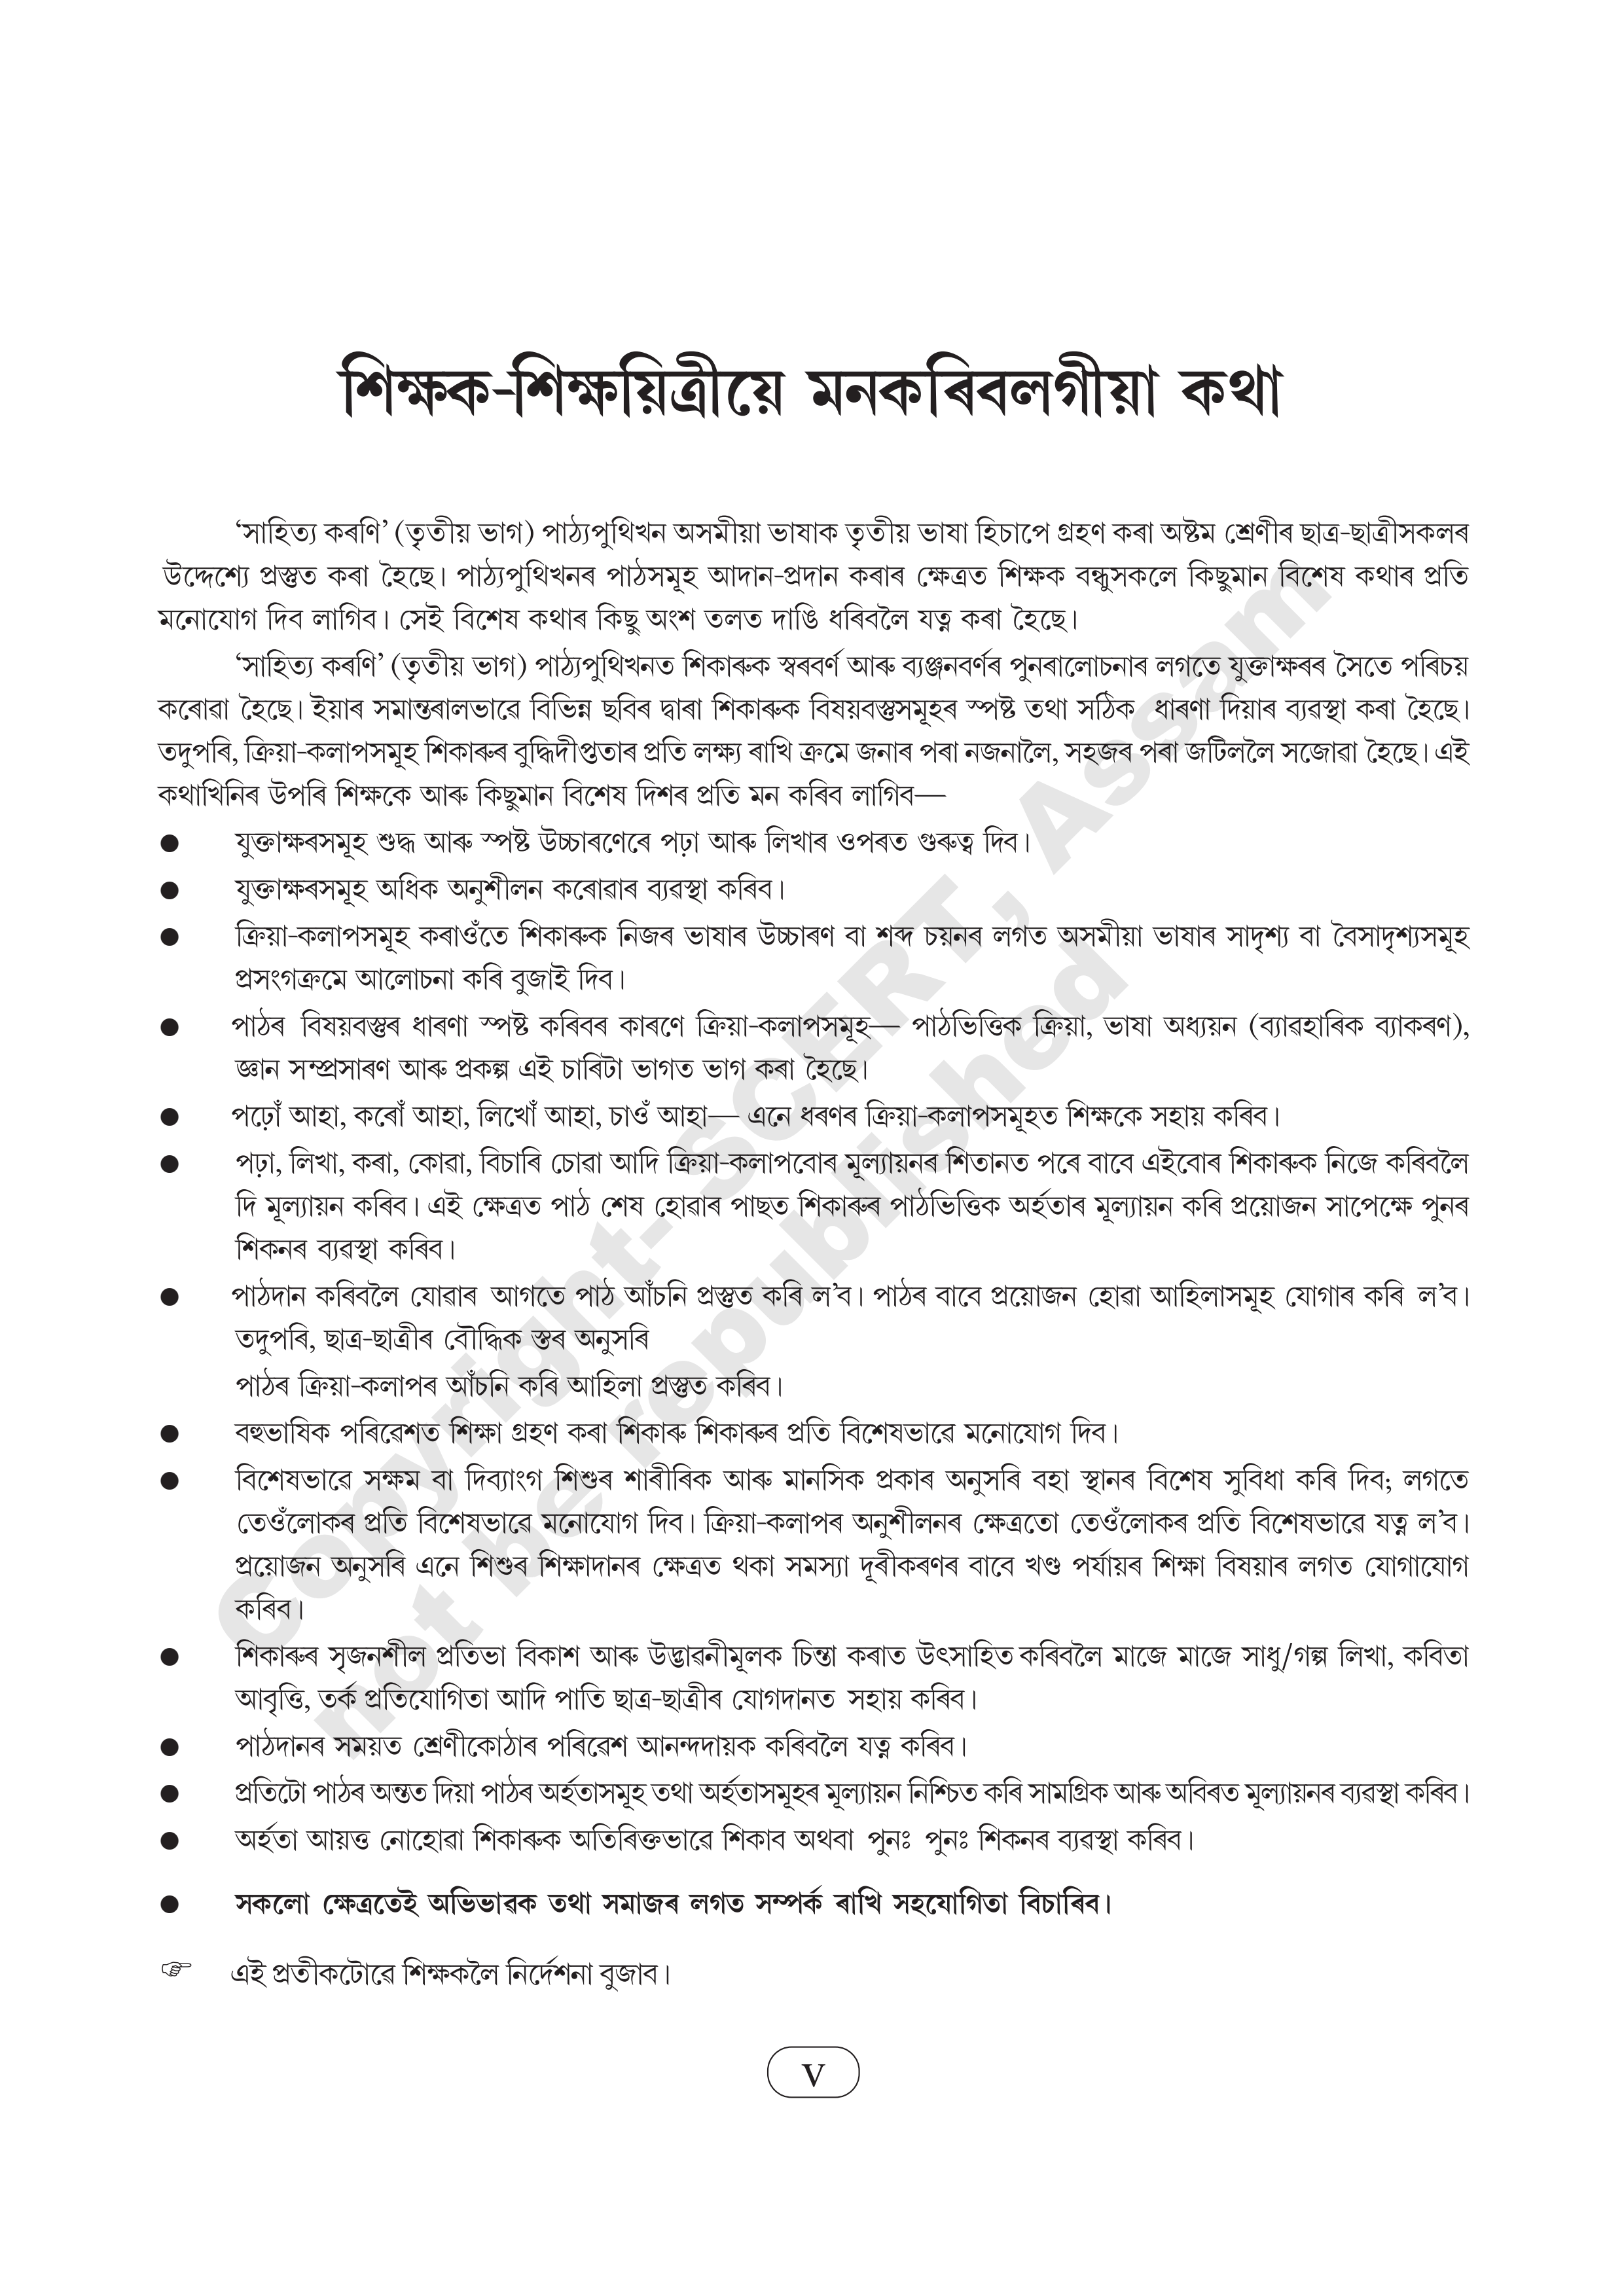 শিক্ষক-শিক্ষয়িত্ৰীয়ে মনকৰিবলগীয়া কথা
‘সাহিত্য কৰণি’ (তৃতীয় ভাগ) পাঠ্যপুথিখন অসমীয়া ভাষাক তৃতীয় ভাষা হিচাপে গ্ৰহণ কৰা অষ্টম শ্ৰেণীৰ ছাত্ৰ-ছাত্ৰীসকলৰ
উদ্দেশ্যে প্ৰস্তুত কৰা হৈছে। পাঠ্যপুথিখনৰ পাঠসমূহ আদান-প্ৰদান কৰাৰ ক্ষেত্ৰত শিক্ষক বন্ধুসকলে কিছুমান বিশেষ কথাৰ প্ৰতি
মনোযোগ দিব লাগিব। সেই বিশেষ কথাৰ কিছু অংশ তলত দাঙি ধৰিবলৈ যত্ন কৰা হৈছে।
‘সাহিত্য কৰণি’ (তৃতীয় ভাগ) পাঠ্যপুথিখনত শিকাৰুক স্বৰবৰ্ণ আৰু ব্যঞ্জনবৰ্ণৰ পুনৰালোচনাৰ লগতে যুক্তাক্ষৰৰ সৈতে পৰিচয়
কৰোৱা হৈছে। ইয়াৰ সমান্তৰালভাৱে বিভিন্ন ছবিৰ দ্বাৰা শিকাৰুক বিষয়বস্তুসমূহৰ স্পষ্ট তথা সঠিক ধাৰণা দিয়াৰ ব্যৱস্থা কৰা হৈছে।
তদুপৰি, ক্ৰিয়া-কলাপসমূহ শিকাৰুৰ বুদ্ধিদীপ্ততাৰ প্ৰতি লক্ষ্য ৰাখি ক্ৰমে জনাৰ পৰা নজনালৈ, সহজৰ পৰা জটিললৈ সজোৱা হৈছে। এই
কথাখিনিৰ উপৰি শিক্ষকে আৰু কিছুমান বিশেষ দিশৰ প্ৰতি মন কৰিব লাগিব—
● যুক্তাক্ষৰসমূহ শুদ্ধ আৰু স্পষ্ট উচ্চাৰণেৰে পঢ়া আৰু লিখাৰ ওপৰত গুৰুত্ব দিব।
● যুক্তাক্ষৰসমূহ অধিক অনুশীলন কৰোৱাৰ ব্যৱস্থা কৰিব।
● ক্ৰিয়া-কলাপসমূহ কৰাওঁতে শিকাৰুক নিজৰ ভাষাৰ উচ্চাৰণ বা শব্দ চয়নৰ লগত অসমীয়া ভাষাৰ সাদৃশ্য বা বৈসাদৃশ্যসমূহ
প্ৰসংগক্ৰমে আলোচনা কৰি বুজাই দিব।
● পাঠৰ বিষয়বস্তুৰ ধাৰণা স্পষ্ট কৰিবৰ কাৰণে ক্ৰিয়া-কলাপসমূহ— পাঠভিত্তিক ক্ৰিয়া, ভাষা অধ্যয়ন (ব্যাৱহাৰিক ব্যাকৰণ),
জ্ঞান সম্প্ৰসাৰণ আৰু প্ৰকল্প এই চাৰিটা ভাগত ভাগ কৰা হৈছে।
● পঢ়োঁ আহা, কৰোঁ আহা, লিখোঁ আহা, চাওঁ আহা— এনে ধৰণৰ ক্ৰিয়া-কলাপসমূহত শিক্ষকে সহায় কৰিব।
● পঢ়া, লিখা, কৰা, কোৱা, বিচাৰি চোৱা আদি ক্ৰিয়া-কলাপবোৰ মূল্যায়নৰ শিতানত পৰে বাবে এইবোৰ শিকাৰুক নিজে কৰিবলৈ
দি মূল্যায়ন কৰিব। এই ক্ষেত্ৰত পাঠ শেষ হোৱাৰ পাছত শিকাৰুৰ পাঠভিত্তিক অৰ্হতাৰ মূল্যায়ন কৰি প্ৰয়োজন সাপেক্ষে পুনৰ
শিকনৰ ব্যৱস্থা কৰিব।
● পাঠদান কৰিবলৈ যোৱাৰ আগতে পাঠ আঁচনি প্ৰস্তুত কৰি ল’ব। পাঠৰ বাবে প্ৰয়োজন হোৱা আহিলাসমূহ যোগাৰ কৰি ল’ব।
তদুপৰি, ছাত্ৰ-ছাত্ৰীৰ বৌদ্ধিক স্তৰ অনুসৰি
পাঠৰ ক্ৰিয়া-কলাপৰ আঁচনি কৰি আহিলা প্ৰস্তুত কৰিব।
● বহুভাষিক পৰিৱেশত শিক্ষা গ্ৰহণ কৰা শিকাৰু শিকাৰুৰ প্ৰতি বিশেষভাৱে মনোযোগ দিব।
● বিশেষভাৱে সক্ষম বা দিব্যাংগ শিশুৰ শাৰীৰিক আৰু মানসিক প্ৰকাৰ অনুসৰি বহা স্থানৰ বিশেষ সুবিধা কৰি দিব; লগতে
তেওঁলোকৰ প্ৰতি বিশেষভাৱে মনোযোগ দিব। ক্ৰিয়া-কলাপৰ অনুশীলনৰ ক্ষেত্ৰতো তেওঁলোকৰ প্ৰতি বিশেষভাৱে যত্ন ল’ব।
প্ৰয়োজন অনুসৰি এনে শিশুৰ শিক্ষাদানৰ ক্ষেত্ৰত থকা সমস্যা দূৰীকৰণৰ বাবে খণ্ড পৰ্যায়ৰ শিক্ষা বিষয়াৰ লগত যোগাযোগ
কৰিব।
● শিকাৰুৰ সৃজনশীল প্ৰতিভা বিকাশ আৰু উদ্ভাৱনীমূলক চিন্তা কৰাত উৎসাহিত কৰিবলৈ মাজে মাজে সাধু/গল্প লিখা, কবিতা
আবৃত্তি, তৰ্ক প্ৰতিযোগিতা আদি পাতি ছাত্ৰ-ছাত্ৰীৰ যোগদানত সহায় কৰিব।
● পাঠদানৰ সময়ত শ্ৰেণীকোঠাৰ পৰিৱেশ আনন্দদায়ক কৰিবলৈ যত্ন কৰিব।
● প্ৰতিটো পাঠৰ অন্তত দিয়া পাঠৰ অৰ্হতাসমূহ তথা অৰ্হতাসমূহৰ মূল্যায়ন নিশ্চিত কৰি সামগ্ৰিক আৰু অবিৰত মূল্যায়নৰ ব্যৱস্থা কৰিব।
● অৰ্হতা আয়ত্ত নোহোৱা শিকাৰুক অতিৰিক্তভাৱে শিকাব অথবা পুনঃ পুনঃ শিকনৰ ব্যৱস্থা কৰিব।
● সকলো ক্ষেত্ৰতেই অভিভাৱক তথা সমাজৰ লগত সম্পৰ্ক ৰাখি সহযোগিতা বিচাৰিব।
☞ এই প্ৰতীকটোৱে শিক্ষকলৈ নিৰ্দেশনা বুজাব।
V
Copyright- SCERT, Assam
not be republished